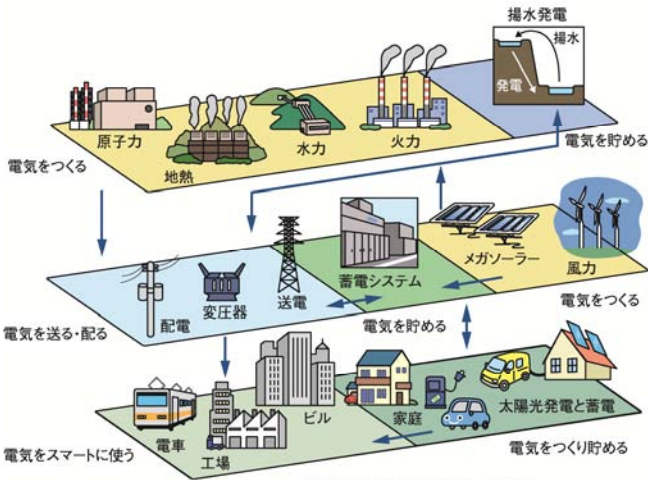 揚水発電
揚水
発電
原子力
地熱
水力
火力
電気を貯める
電気をつくる
メガソーラー
風力
蓄電システム
送電
変圧器
配電
電気をつくる
電気を貯める
電気を送る・配る
ビル
家庭
太陽光発電と蓄電
電車
工場
電気をスマートに使う
電気をつくり貯める